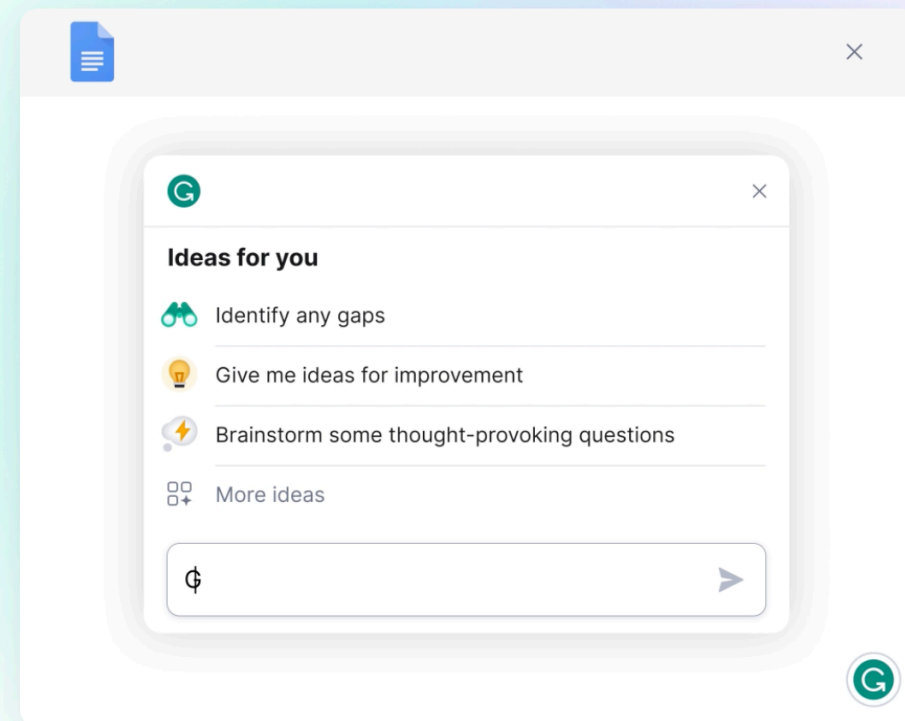 Ideas for you
Identify any gaps
Give me ideas for improvement
Brainstorm some thought-provoking questions
More ideas
G